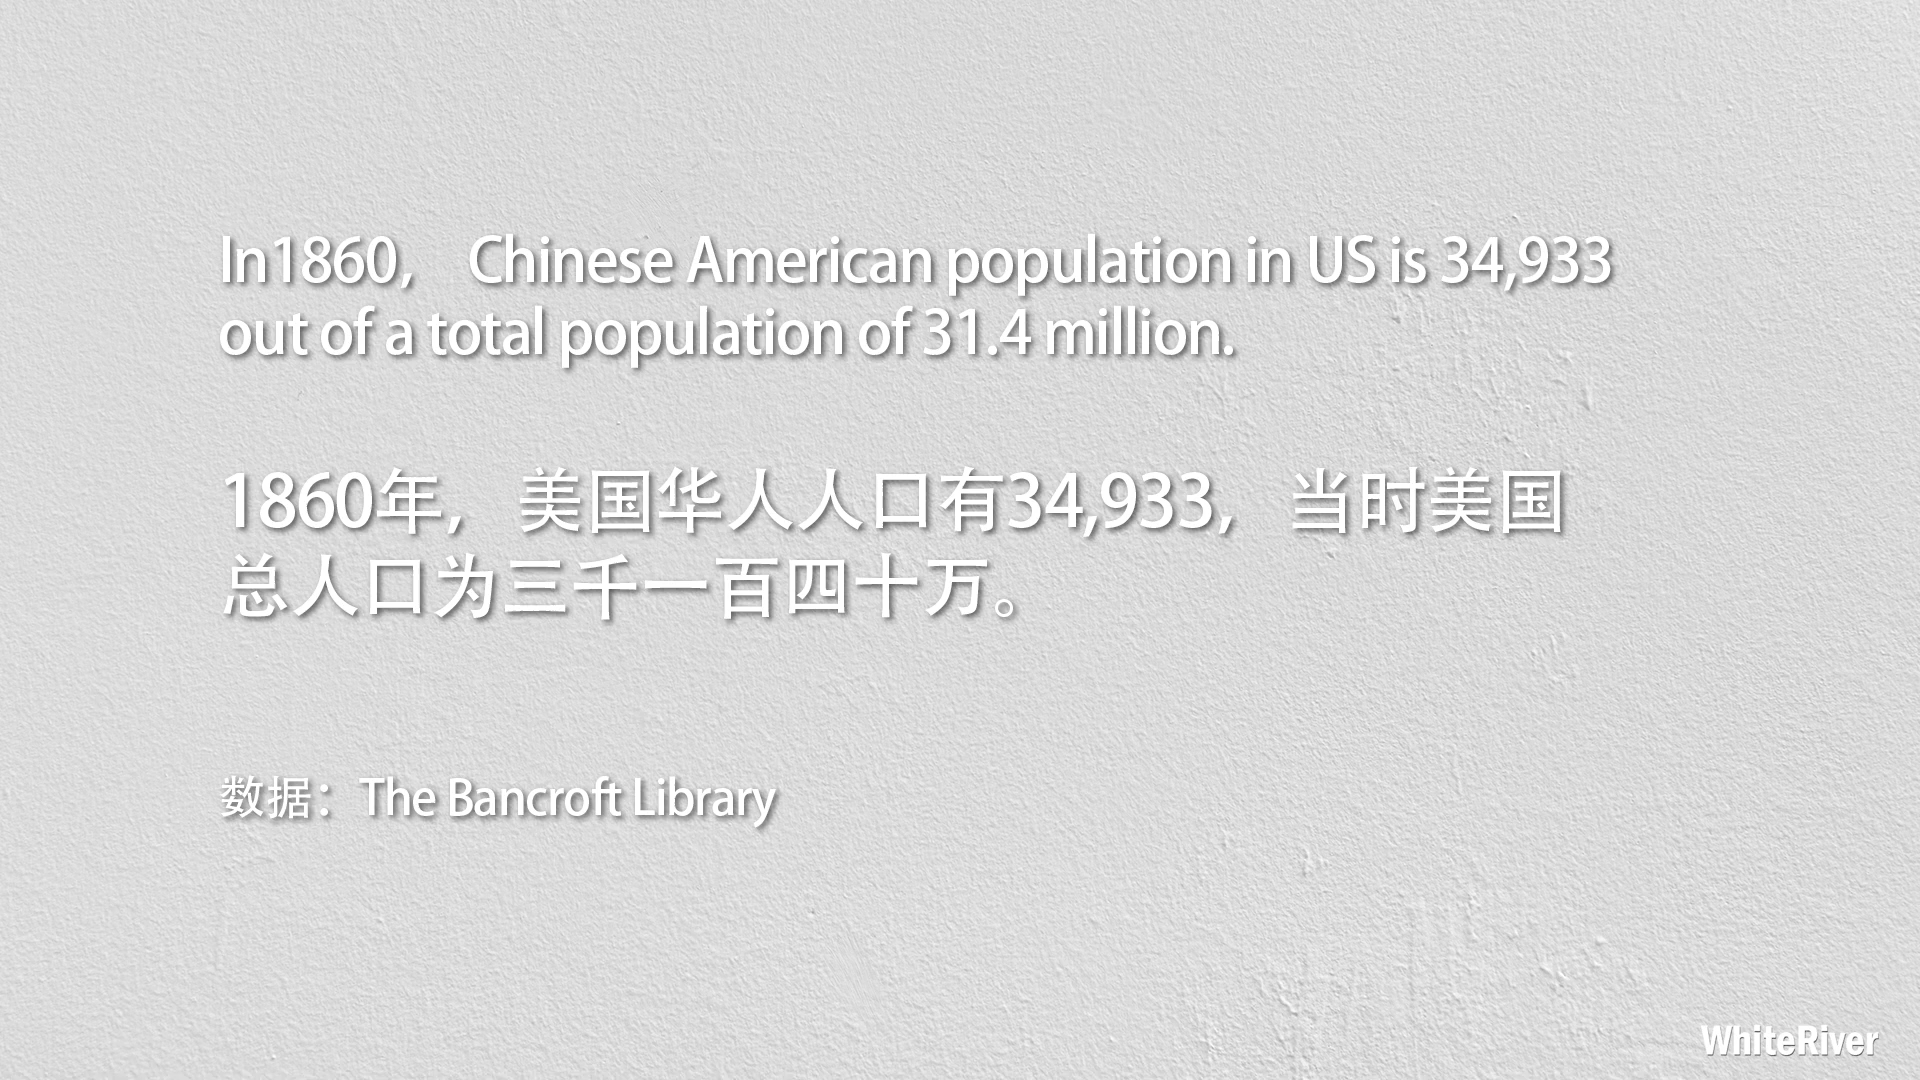 In1860， Chinese American population in US is 34,933
out of a total population of 31.4 million.
1860年， 美国华人人口有34,933， 当时美国
总人口为三千一百四十万。
数据：The Bancroft Library
WhiteRiver